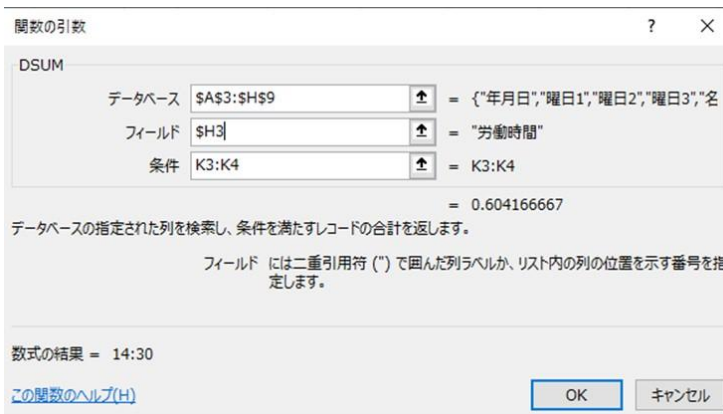 関数の引数 ?
DSUM
データベース $A$3:$H$9 = {"年月日","曜日1","曜日2","曜日3","名
フィールド $H3 = "労働時間"
条件 K3:K4 = K3:K4
= 0.604166667
データベースの指定された列を検索し、条件を満たすレコードの合計を返します。
フィールド には二重引用符 (") で囲んだ列ラベルか、リスト内の列の位置を示す番号を指
定します。
数式の結果 = 14:30
この関数のヘルプ(H) OK キャンセル